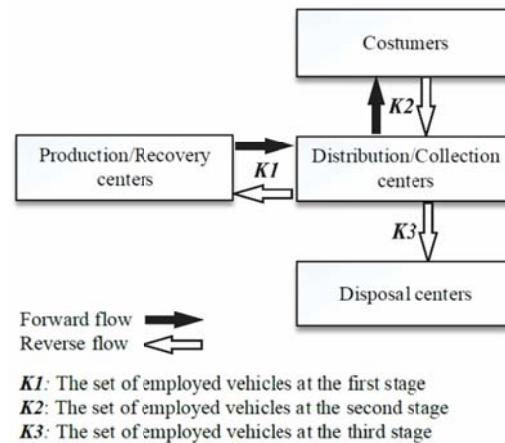 Costumers
K2
Production/Recovery
centers
K1
Distribution/Collection
centers
K3
Disposal centers
Forward flow
Reverse flow
K1: The set of employed vehicles at the first stage
K2: The set of employed vehicles at the second stage
K3: The set of employed vehicles at the third stage